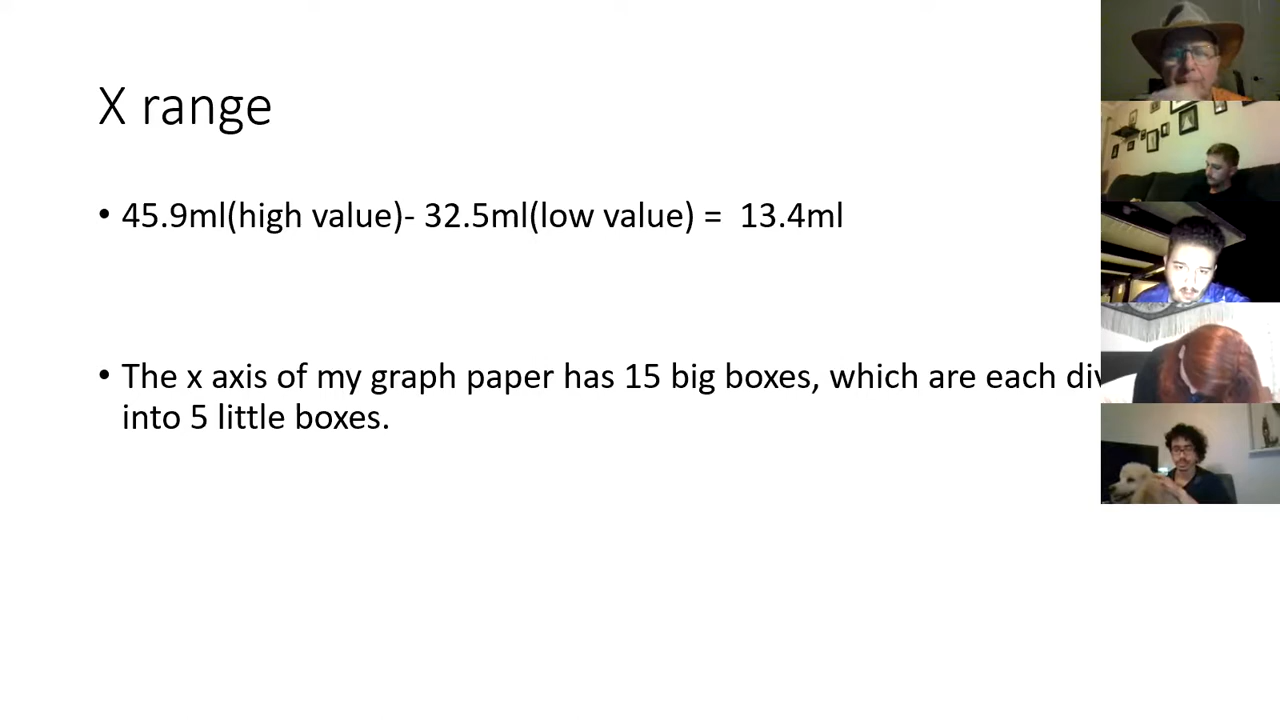 X range
• 45.9ml(high value)- 32.5ml(low value) = 13.4ml
• The x axis of my graph paper has 15 big boxes, which are each
into 5 little boxes.